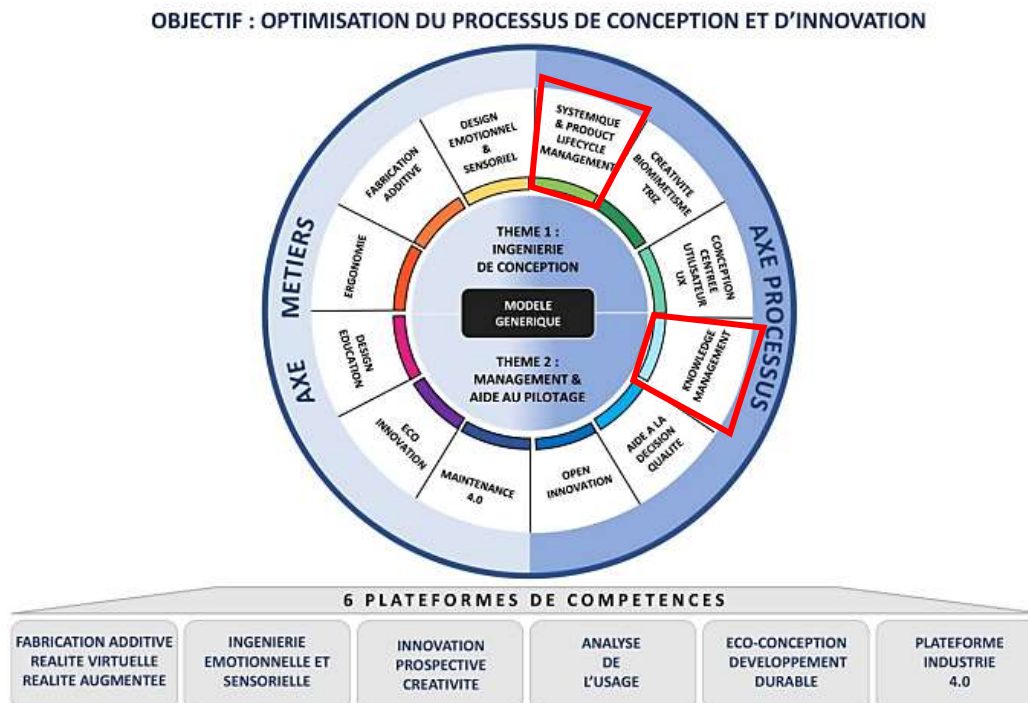 OBJECTIF : OPTIMISATION DU PROCESSUS DE CONCEPTION ET D'INNOVATION
AXE METIERS
AXE PROCESSUS
DESIGN
EMOTIONNEL
&
SENSORIEL
SYSTEMIQUE
& PRODUCT
LIFECYCLE
MANAGEMENT
CREATIVITE
BIOMIMETISME
TRIZ
CONCEPTION
CENTREE
UTILISATEUR
UX
KNOWLEDGE
MANAGEMENT
AIDE A LA
DECISION
QUALITE
OPEN
INNOVATION
MAINTENANCE
4.0
ECO
INNOVATION
DESIGN
EDUCATION
ERGONOMIE
FABRICATION
ADDITIVE
THEME 1 :
INGENIERIE
DE CONCEPTION
MODELE
GENERIQUE
THEME 2 :
MANAGEMENT &
AIDE AU PILOTAGE
6 PLATEFORMES DE COMPETENCES
FABRICATION ADDITIVE
REALITE VIRTUELLE
REALITE AUGMENTEE
INGENIERIE
EMOTIONNELLE ET
SENSORIELLE
INNOVATION
PROSPECTIVE
CREATIVITE
ANALYSE
DE
L'USAGE
ECO-CONCEPTION
DEVELOPPEMENT
DURABLE
PLATEFORME
INDUSTRIE
4.0